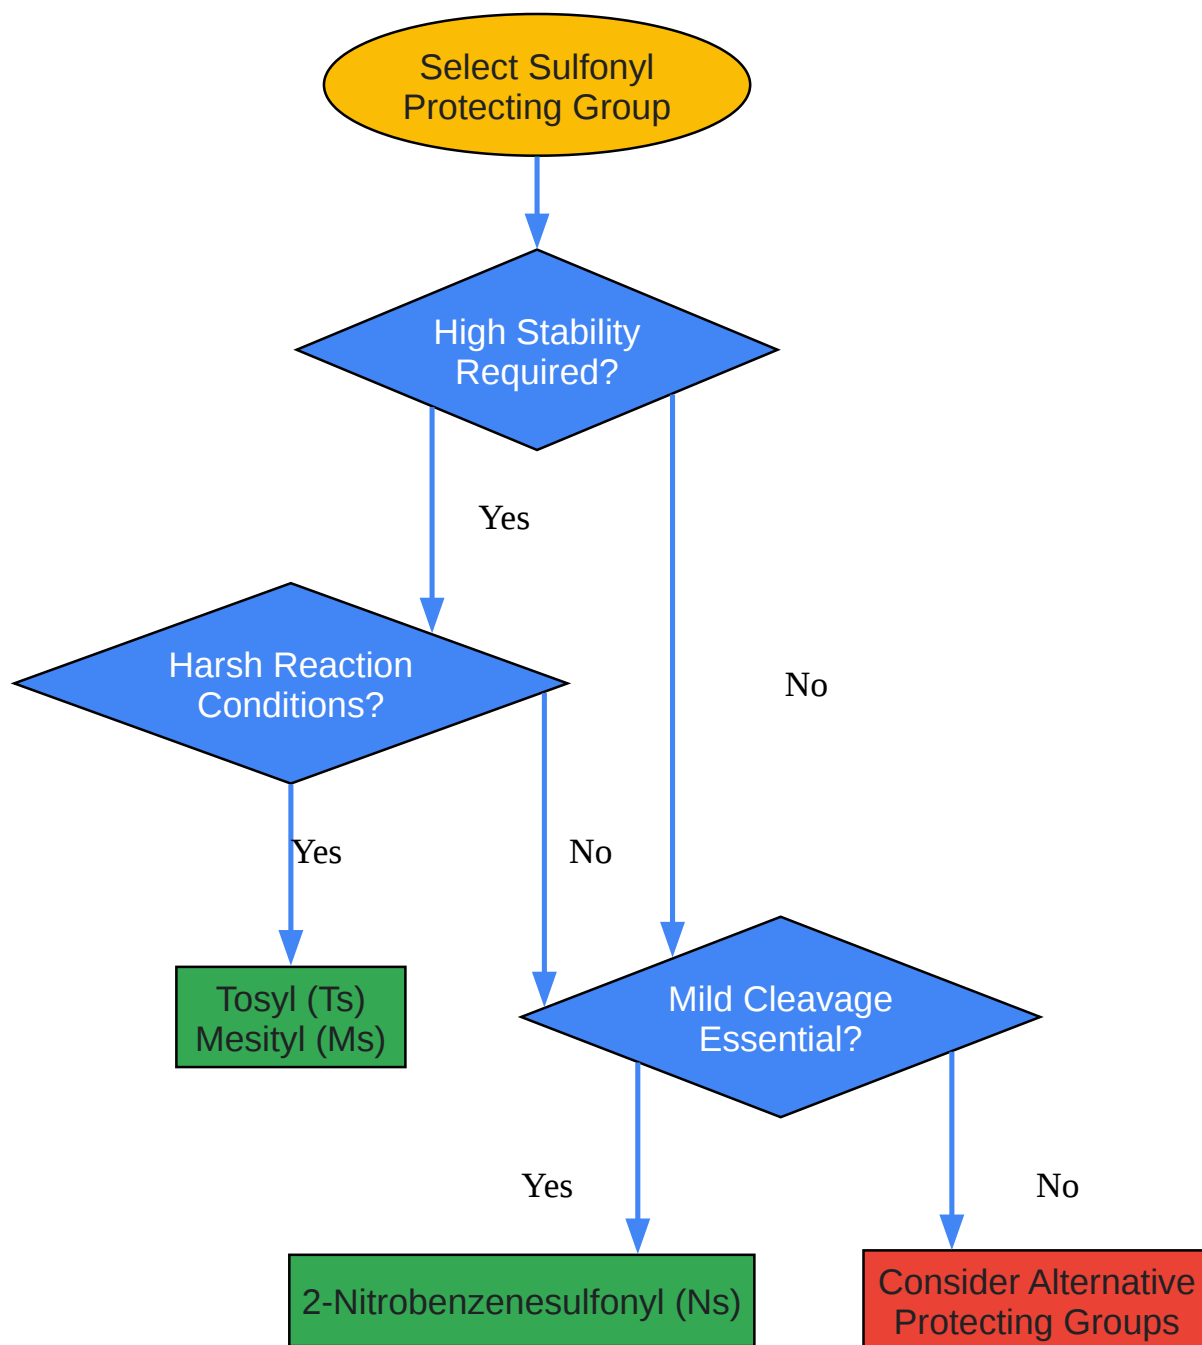 Select Sulfonyl
Protecting Group
High Stability
Required?
Yes
No
Harsh Reaction
Conditions?
Yes
No
Tosyl (Ts)
Mesityl (Ms)
Mild Cleavage
Essential?
Yes
No
2-Nitrobenzenesulfonyl (Ns)
Consider Alternative
Protecting Groups